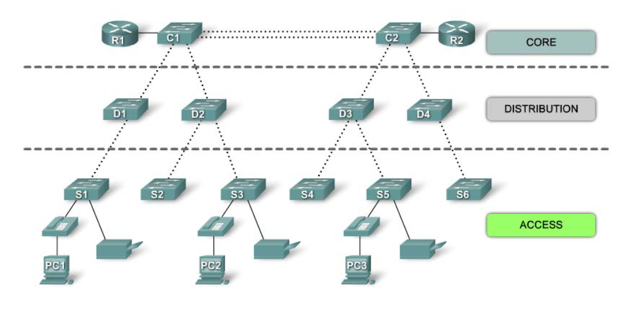 R1
C1
C2
R2
CORE
D1
D2
D3
D4
DISTRIBUTION
S1
S2
S3
S4
S5
S6
ACCESS
PC1
PC2
PC3